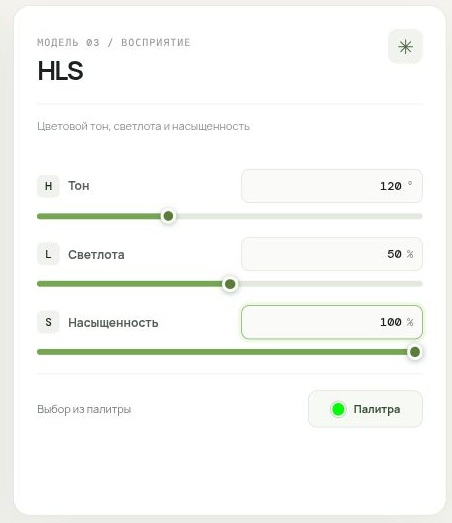 МОДЕЛЬ 03 / ВОСПРИЯТИЕ
HLS
Цветовой тон, светлота и насыщенность
H Тон 120 °
L Светлота 50 %
S Насыщенность 100 %
Выбор из палитры Палитра